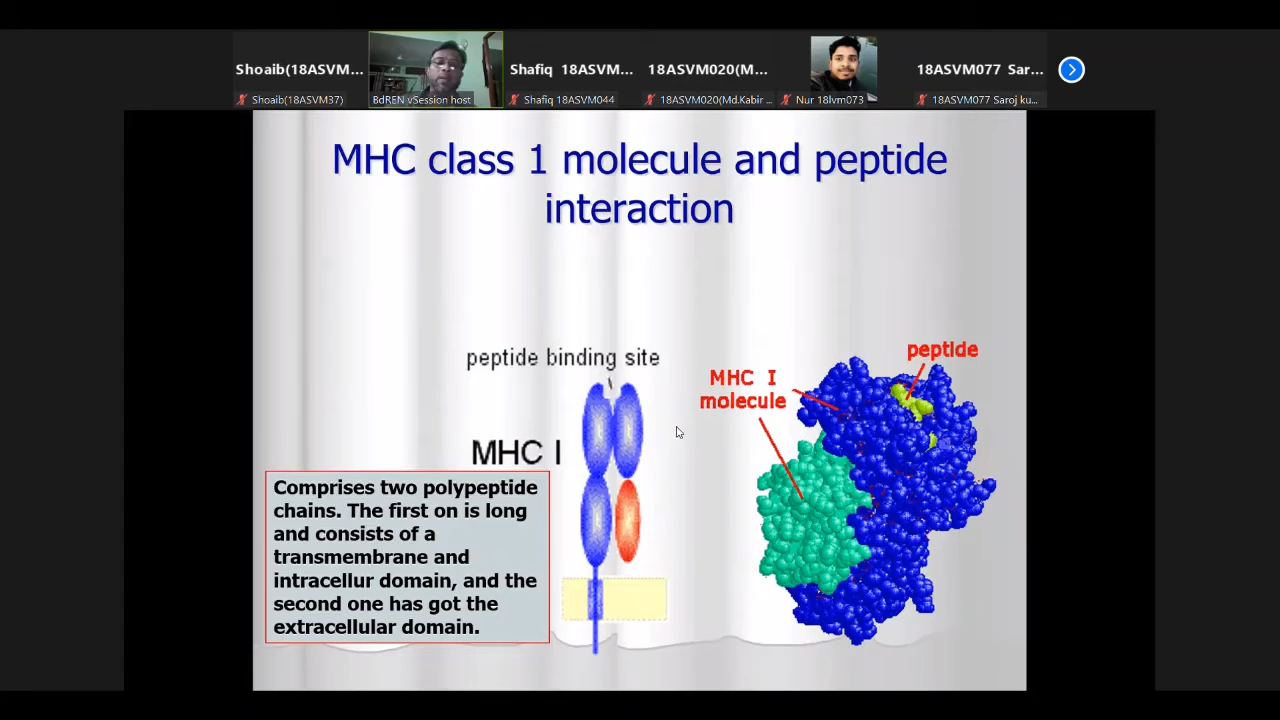 Shoaib(18ASVM...
Shafiq 18ASVM...
18ASVM020(M...
18ASVM077 Sar...
Shoaib(18ASVM37)
BdREN vSession host
Shafiq 18ASVM044
18ASVM020(Md.Kabir ...
Nur 18lvm073
18ASVM077 Saroj ku...
MHC class 1 molecule and peptide
interaction
peptide binding site
MHC I
peptide
MHC I
molecule
Comprises two polypeptide
chains. The first on is long
and consists of a
transmembrane and
intracellur domain, and the
second one has got the
extracellular domain.